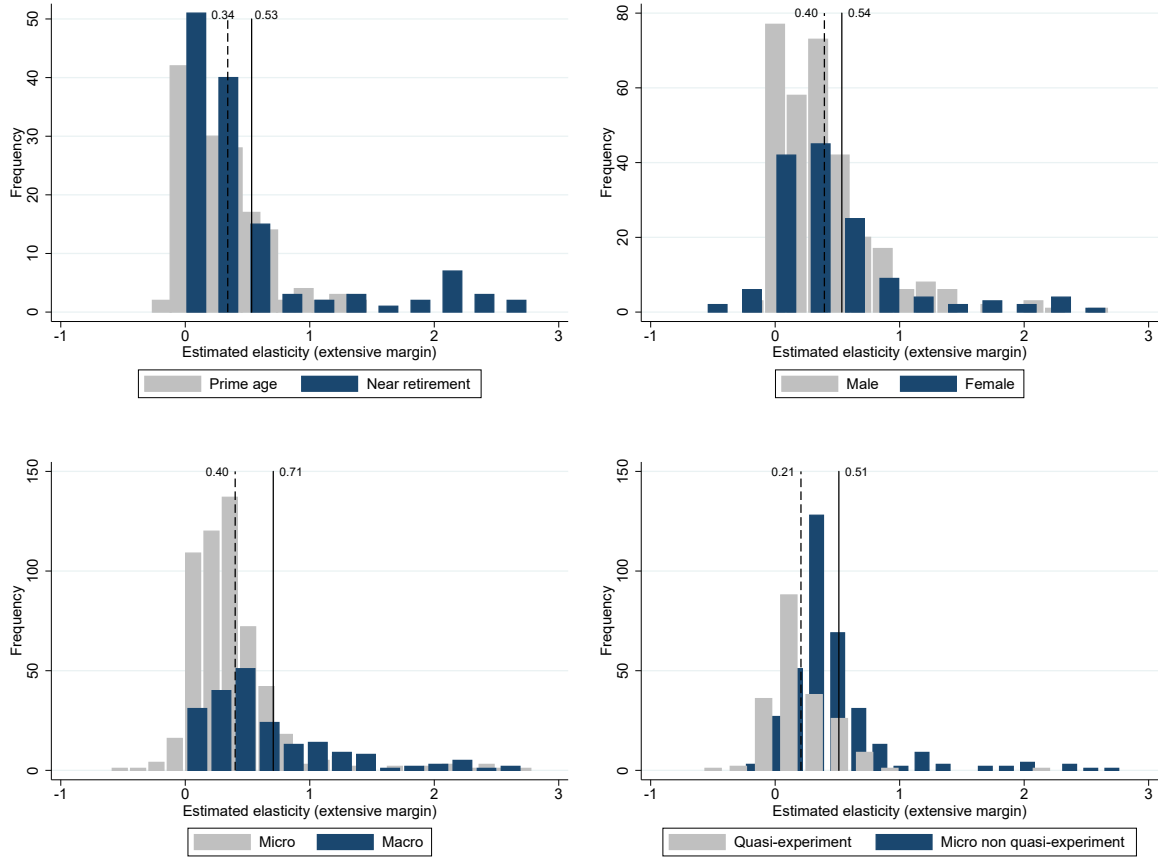 0.34 0.53
50
40
30
20
10
0
Frequency
-1 0 1 2 3
Estimated elasticity (extensive margin)
Prime age Near retirement
0.40 0.54
80
60
40
20
0
Frequency
-1 0 1 2 3
Estimated elasticity (extensive margin)
Male Female
0.40 0.71
150
100
50
0
Frequency
-1 0 1 2 3
Estimated elasticity (extensive margin)
Micro Macro
0.21 0.51
150
100
50
0
Frequency
-1 0 1 2 3
Estimated elasticity (extensive margin)
Quasi-experiment Micro non quasi-experiment